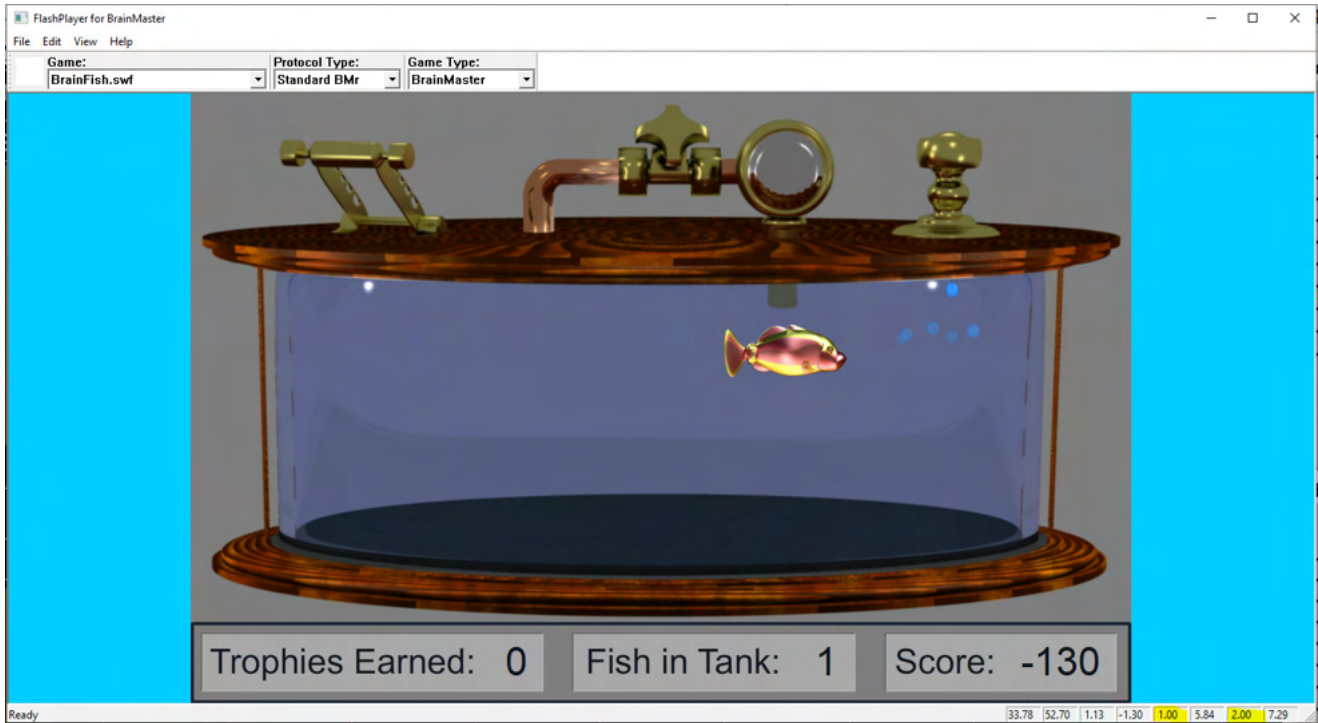 FlashPlayer for BrainMaster
File Edit View Help
Game: Protocol Type: Game Type:
BrainFish.swf Standard BMr BrainMaster
Trophies Earned: 0 Fish in Tank: 1 Score: -130
Ready 33.78 52.70 1.13 -1.30 1.00 5.84 2.00 7.29